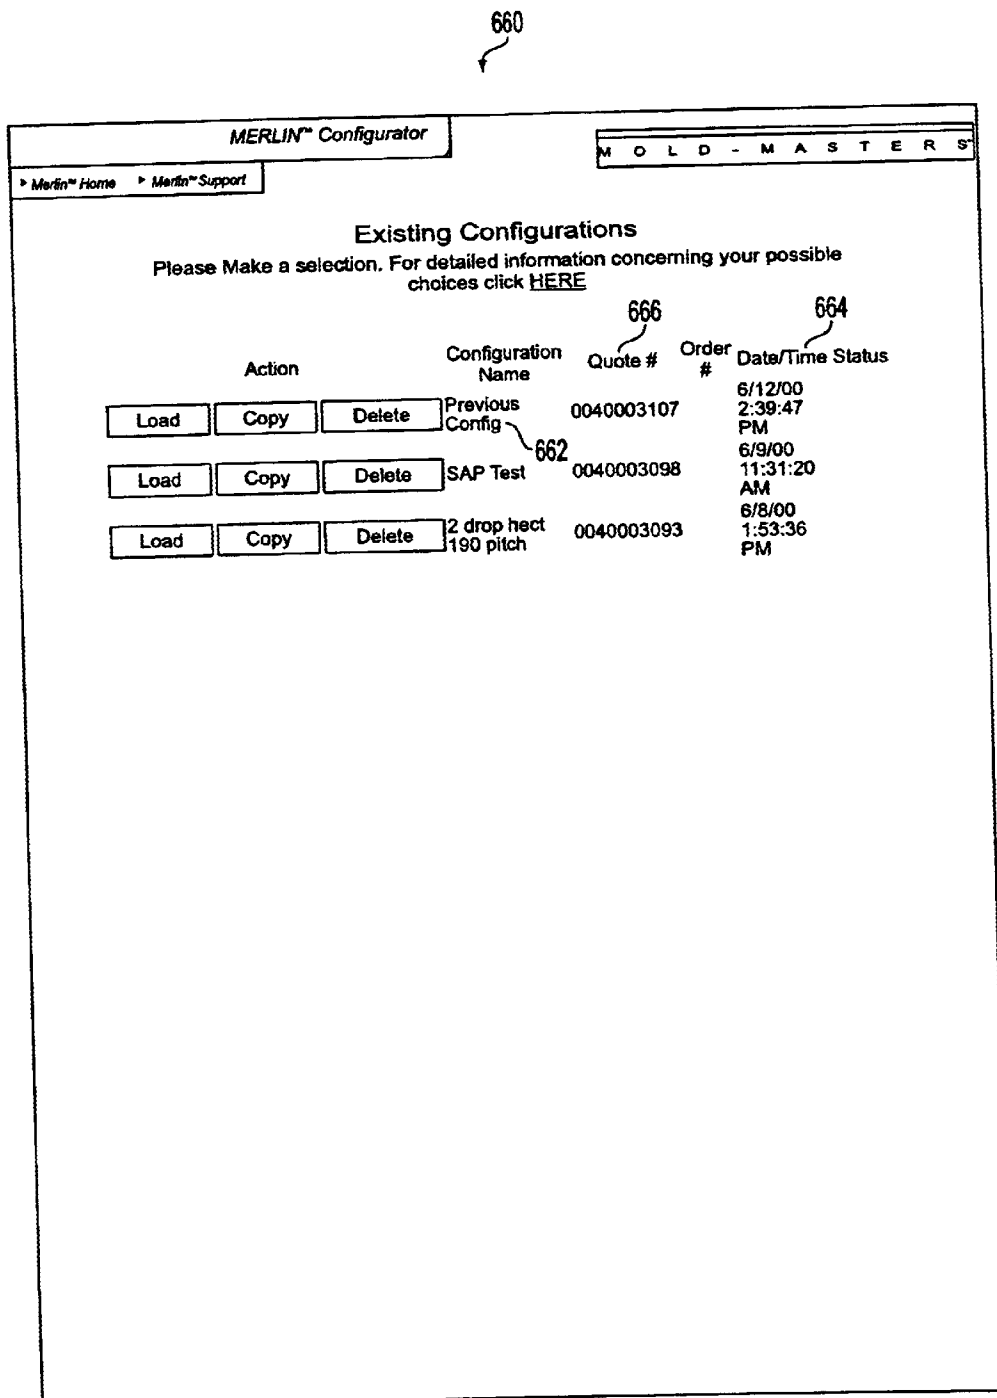 660
MERLIN™ Configurator
MOLD-MASTERS™
Merlin™ Home Merlin™ Support
Existing Configurations
Please Make a selection. For detailed information concerning your possible
choices click HERE
666 664
Action Configuration Name Quote # Order # Date/Time Status
Load Copy Delete Previous Config 0040003107 6/12/00 2:39:47 PM
662
Load Copy Delete SAP Test 0040003098 6/9/00 11:31:20 AM
Load Copy Delete 2 drop hect 190 pitch 0040003093 6/8/00 1:53:36 PM